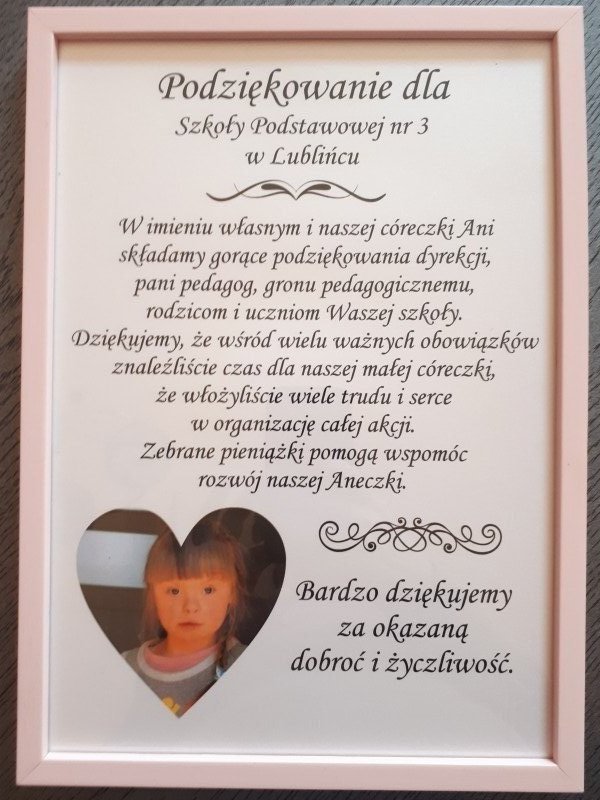 Podziękowanie dla
Szkoły Podstawowej nr 3
w Lublińcu
W imieniu własnym i naszej córeczki Ani
składamy gorące podziękowania dyrekcji,
pani pedagog, gronu pedagogicznemu,
rodzicom i uczniom Waszej szkoły.
Dziękujemy, że wśród wielu ważnych obowiązków
znaleźliście czas dla naszej małej córeczki,
że włożyliście wiele trudu i serce
w organizację całej akcji.
Zebrane pieniążki pomogą wspomóc
rozwój naszej Aneczki.
Bardzo dziękujemy
za okazaną
dobroć i życzliwość.